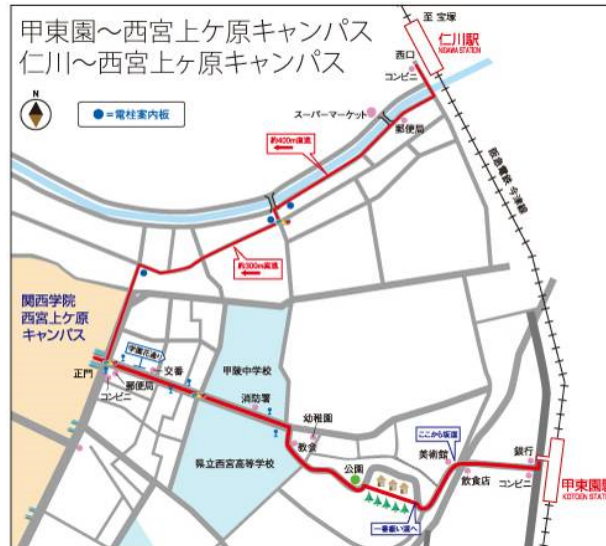 甲東園～西宮上ケ原キャンパス
仁川～西宮上ヶ原キャンパス
N
●=電柱案内板
至 宝塚
仁川駅
NIGAWA STATION
西口
コンビニ
スーパーマーケット
郵便局
約400m直進
阪急電鉄 今津線
約300m直進
関西学院
西宮上ケ原
キャンパス
学園花通り
正門
交番
郵便局
コンビニ
甲陵中学校
消防署
幼稚園
教会
県立西宮高等学校
公園
美術館
ここから坂道
一番細い道へ
飲食店
銀行
コンビニ
甲東園駅
KOTOEN STATION